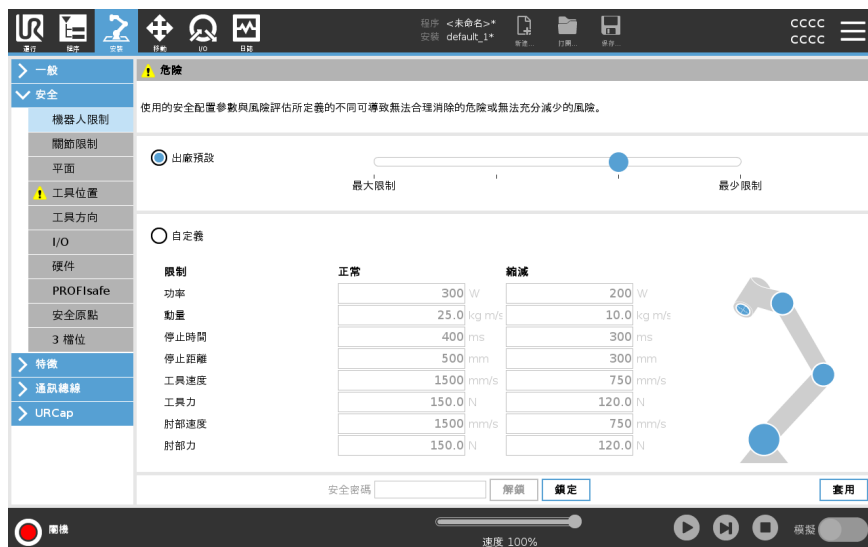 UR
運行
程序
安裝
移動
I/O
日誌
程序 <未命名>*
安裝 default_1*
新建...
打開...
保存...
CCCC
CCCC
一般
安全
機器人限制
關節限制
平面
工具位置
工具方向
I/O
硬件
PROFIsafe
安全原點
3 檔位
特徵
通訊總線
URCap
危險
使用的安全配置參數與風險評估所定義的不同可導致無法合理消除的危險或無法充分減少的風險。
出廠預設
最大限制 最少限制
自定義
限制 正常 縮減
功率 300 W 200 W
動量 25.0 kg m/s 10.0 kg m/s
停止時間 400 ms 300 ms
停止距離 500 mm 300 mm
工具速度 1500 mm/s 750 mm/s
工具力 150.0 N 120.0 N
肘部速度 1500 mm/s 750 mm/s
肘部力 150.0 N 120.0 N
安全密碼 解鎖 鎖定 套用
關機
速度 100%
模擬